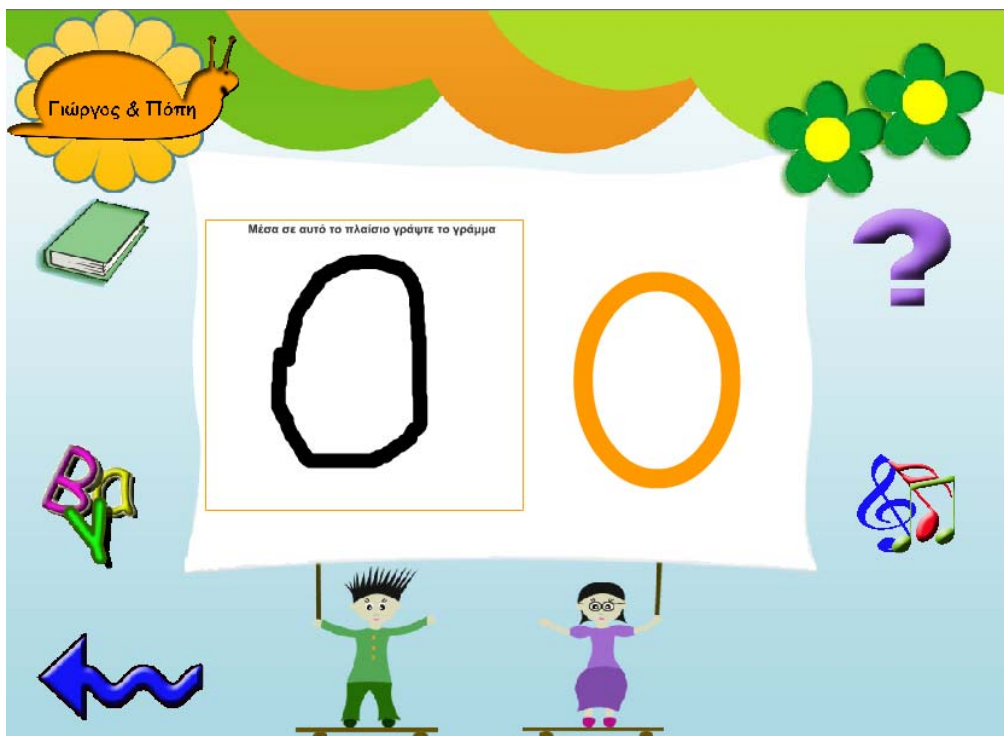 Γιώργος & Πόπη
Μέσα σε αυτό το πλαίσιο γράψτε το γράμμα
Ο Ο
?
Β η
γ